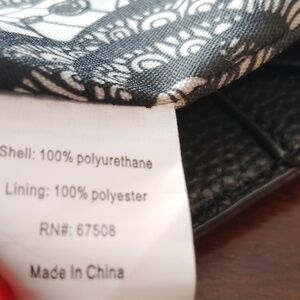 Shell: 100% polyurethane
Lining: 100% polyester
RN#: 67508
Made In China